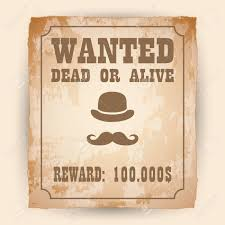 WANTED
DEAD OR ALIVE
REWARD: 100.000$